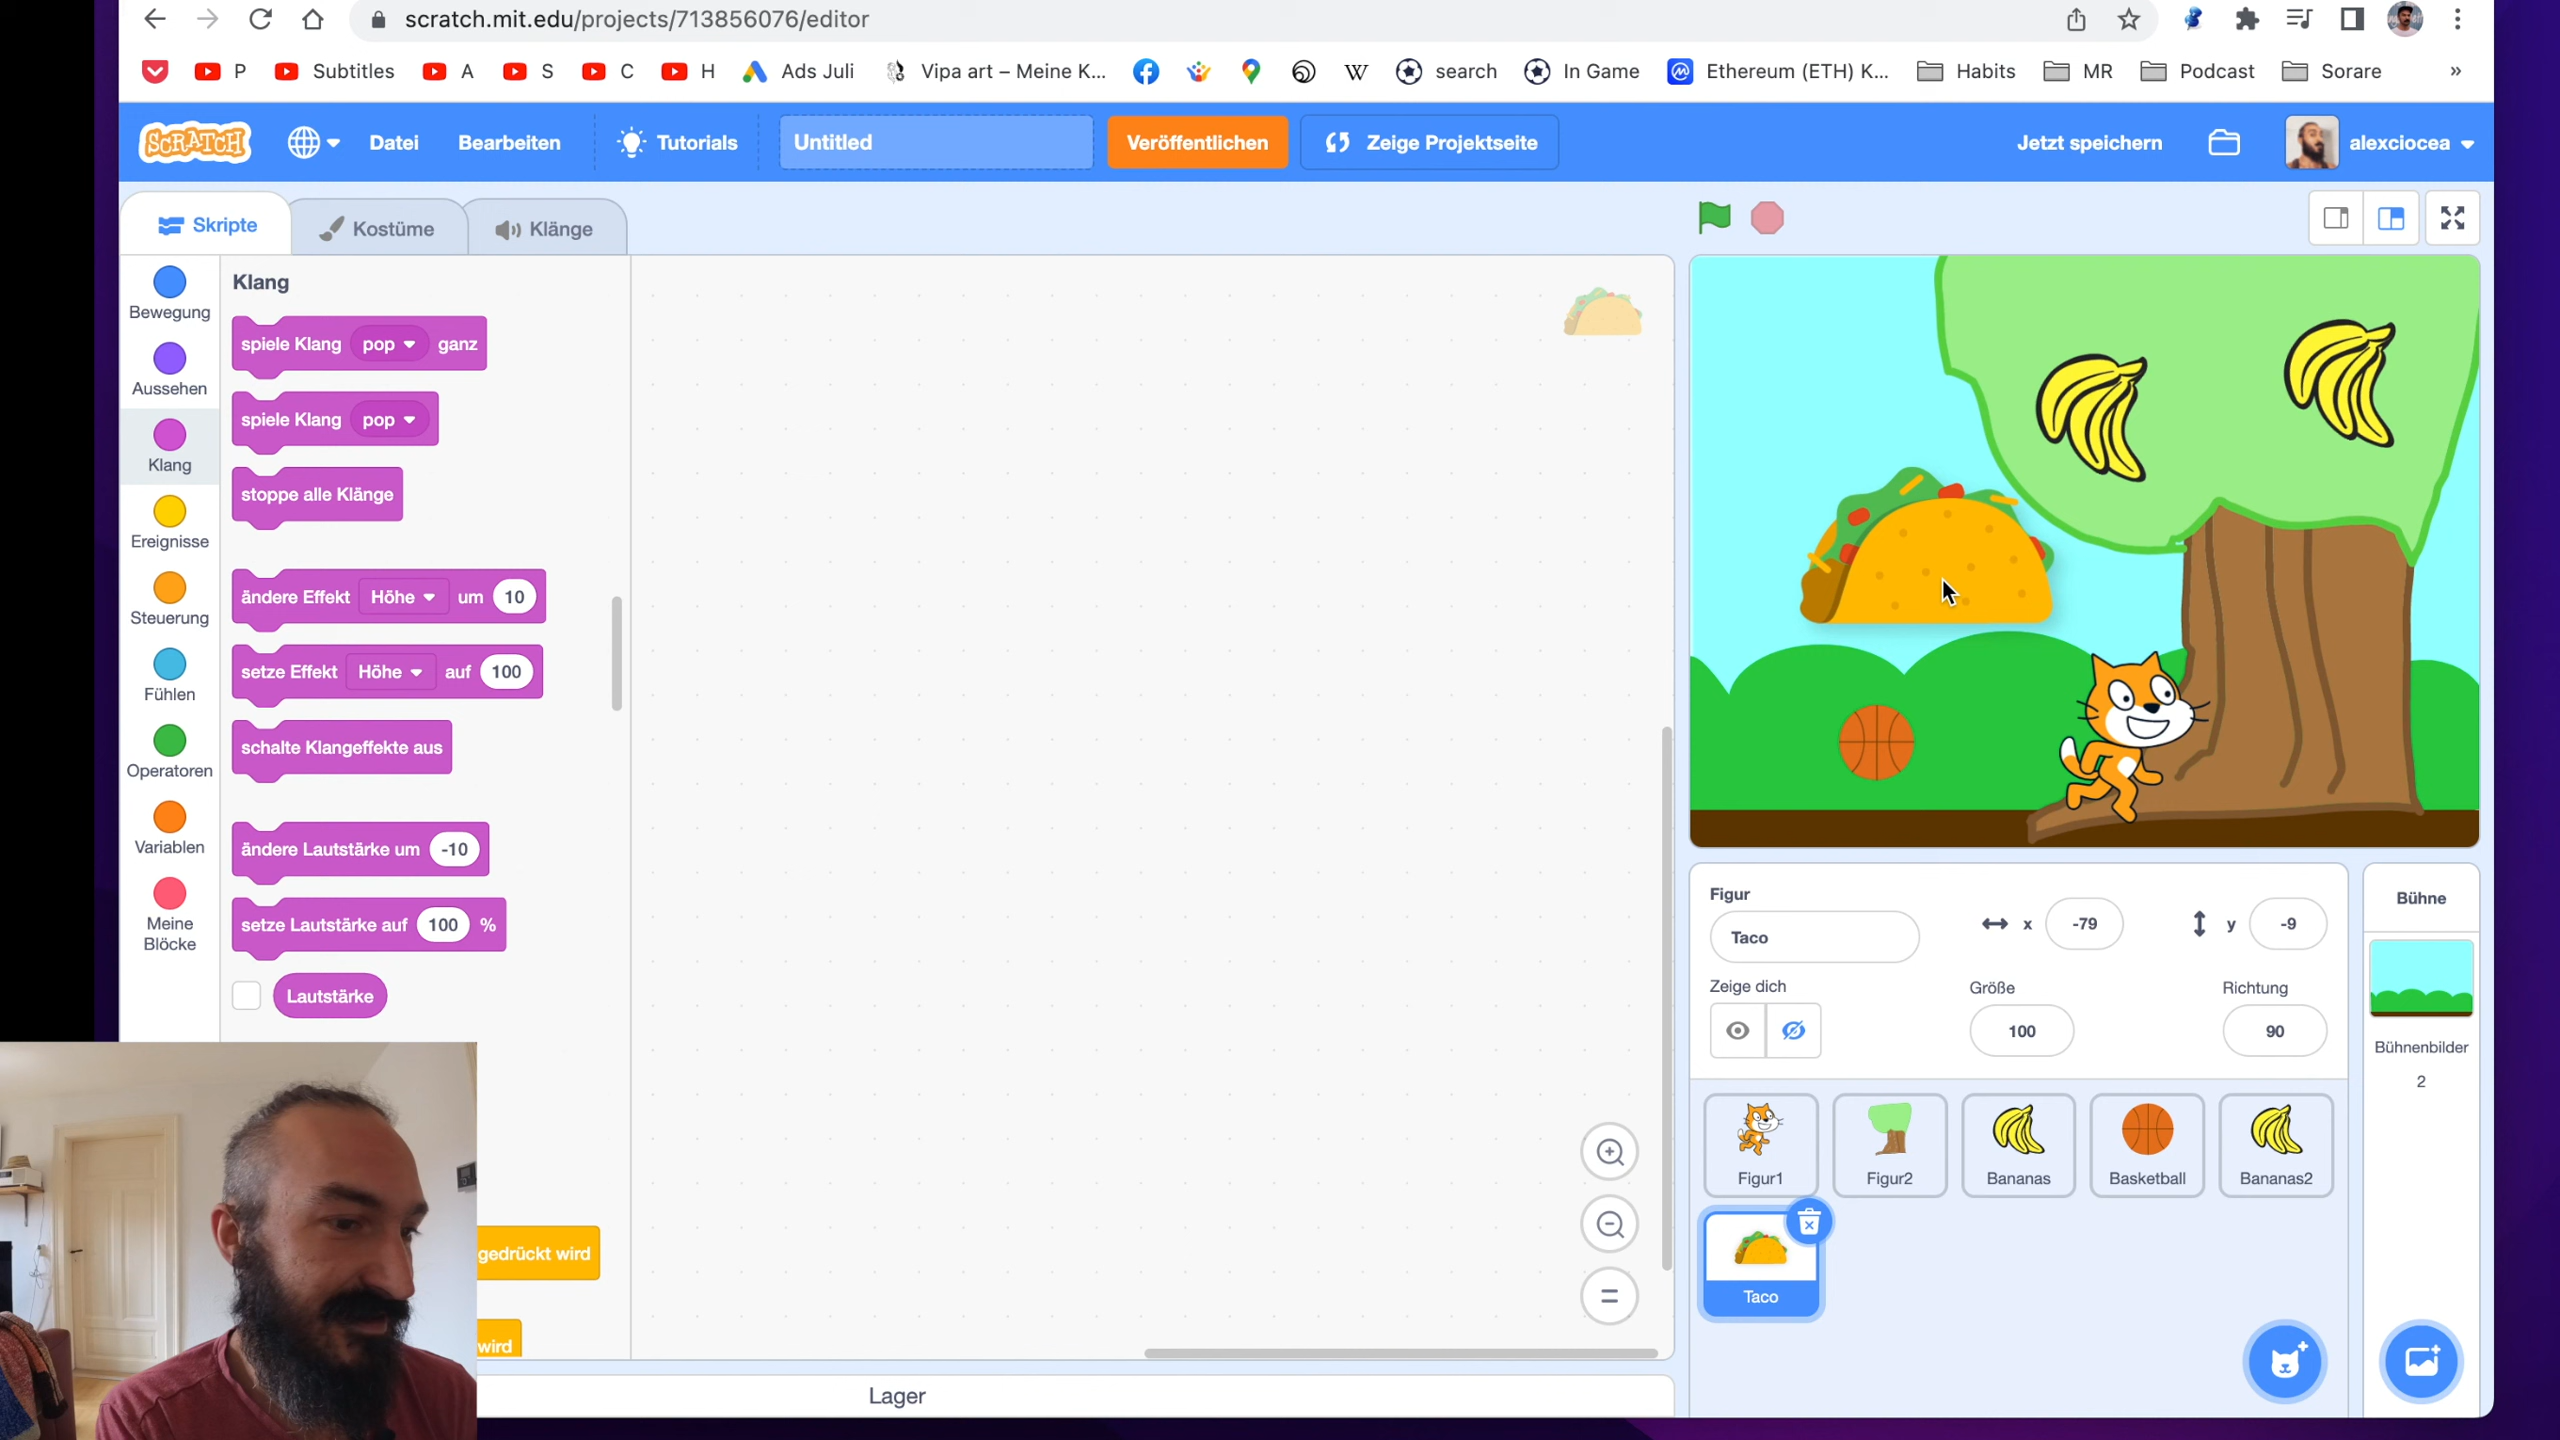 scratch.mit.edu/projects/713856076/editor
P
Subtitles
A
S
C
H
Ads Juli
Vipa art – Meine K...
W
search
In Game
Ethereum (ETH) K...
Habits
MR
Podcast
Sorare
»
SCRATCH
Datei
Bearbeiten
Tutorials
Untitled
Veröffentlichen
Zeige Projektseite
Jetzt speichern
alexciocea
Skripte
Kostüme
Klänge
Bewegung
Aussehen
Klang
Ereignisse
Steuerung
Fühlen
Operatoren
Variablen
Meine
Blöcke
Klang
spiele Klang pop ganz
spiele Klang pop
stoppe alle Klänge
ändere Effekt Höhe um 10
setze Effekt Höhe auf 100
schalte Klangeffekte aus
ändere Lautstärke um -10
setze Lautstärke auf 100 %
Lautstärke
gedrückt wird
wird
Lager
Figur
Taco
x -79
y -9
Zeige dich
Größe
100
Richtung
90
Figur1
Figur2
Bananas
Basketball
Bananas2
Taco
Bühne
Bühnenbilder
2